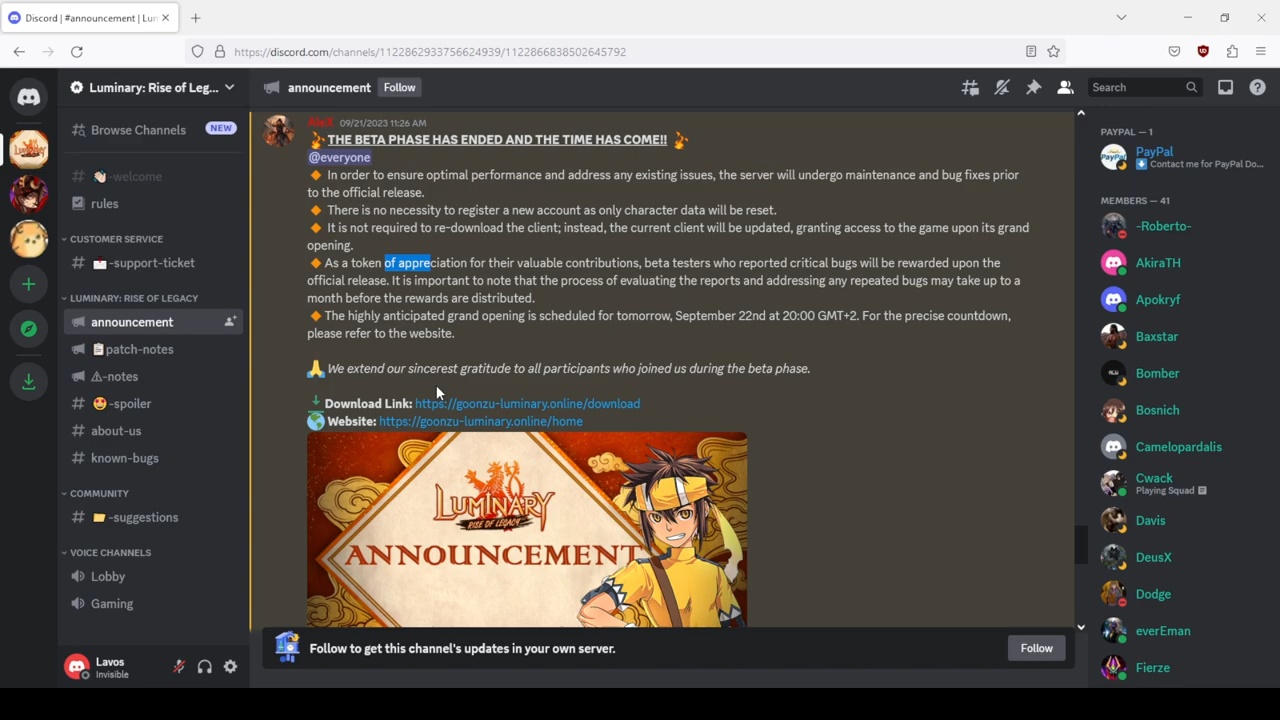 Discord | #announcement | Lun
https://discord.com/channels/1122862933756624939/1122866838502645792
Luminary: Rise of Leg...
announcement
Follow
Search
Browse Channels
NEW
-welcome
rules
CUSTOMER SERVICE
-support-ticket
LUMINARY: RISE OF LEGACY
announcement
patch-notes
-notes
-spoiler
about-us
known-bugs
COMMUNITY
-suggestions
VOICE CHANNELS
Lobby
Gaming
Lavos
Invisible
AleX 09/21/2023 11:26 AM
THE BETA PHASE HAS ENDED AND THE TIME HAS COME!!
@everyone
In order to ensure optimal performance and address any existing issues, the server will undergo maintenance and bug fixes prior
to the official release.
There is no necessity to register a new account as only character data will be reset.
It is not required to re-download the client; instead, the current client will be updated, granting access to the game upon its grand
opening.
As a token of appreciation for their valuable contributions, beta testers who reported critical bugs will be rewarded upon the
official release. It is important to note that the process of evaluating the reports and addressing any repeated bugs may take up to a
month before the rewards are distributed.
The highly anticipated grand opening is scheduled for tomorrow, September 22nd at 20:00 GMT+2. For the precise countdown,
please refer to the website.
We extend our sincerest gratitude to all participants who joined us during the beta phase.
Download Link: https://goonzu-luminary.online/download
Website: https://goonzu-luminary.online/home
LUMINARY
RISE OF LEGACY
ANNOUNCEMENT
Follow to get this channel's updates in your own server.
Follow
PAYPAL — 1
PayPal
Contact me for PayPal Do...
MEMBERS — 41
-Roberto-
AkiraTH
Apokryf
Baxstar
Bomber
Bosnich
Camelopardalis
Cwack
Playing Squad
Davis
DeusX
Dodge
everEman
Fierze